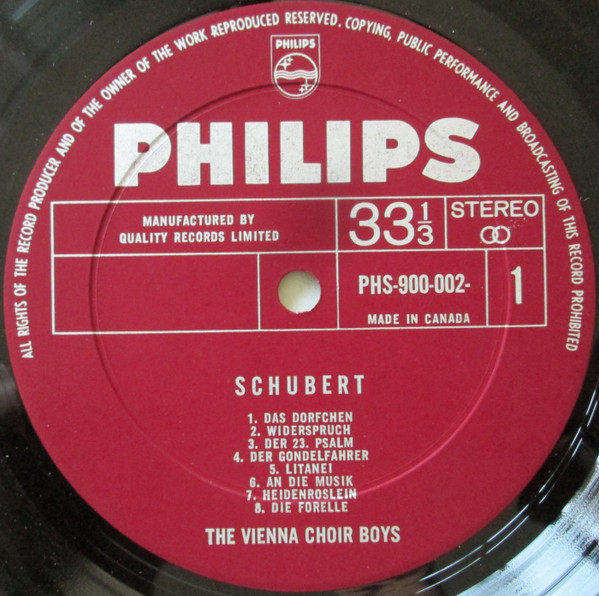 ALL RIGHTS OF THE RECORD PRODUCER AND OF THE OWNER OF THE WORK REPRODUCED RESERVED. COPYING, PUBLIC PERFORMANCE AND BROADCASTING OF THIS RECORD PROHIBITED
PHILIPS
PHILIPS
MANUFACTURED BY
QUALITY RECORDS LIMITED
33 1/3
STEREO
PHS-900-002-
1
MADE IN CANADA
SCHUBERT
1. DAS DORFCHEN
2. WIDERSPRUCH
3. DER 23. PSALM
4. DER GONDELFAHRER
5. LITANEI
6. AN DIE MUSIK
7. HEIDENROSLEIN
8. DIE FORELLE
THE VIENNA CHOIR BOYS